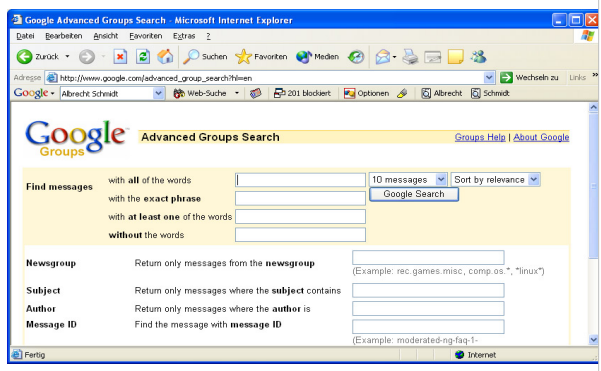 Google Advanced Groups Search - Microsoft Internet Explorer
Datei Bearbeiten Ansicht Favoriten Extras ?
Zurück Suchen Favoriten Medien
Adresse http://www.google.com/advanced_group_search?hl=en Wechseln zu Links »
Google Albrecht Schmidt Web-Suche 201 blockiert Optionen Albrecht Schmidt
Google Groups Advanced Groups Search Groups Help | About Google
Find messages with all of the words 10 messages Sort by relevance
with the exact phrase Google Search
with at least one of the words
without the words
Newsgroup Return only messages from the newsgroup
(Example: rec.games.misc, comp.os.*, *linux*)
Subject Return only messages where the subject contains
Author Return only messages where the author is
Message ID Find the message with message ID
(Example: moderated-ng-faq-1-
Fertig Internet